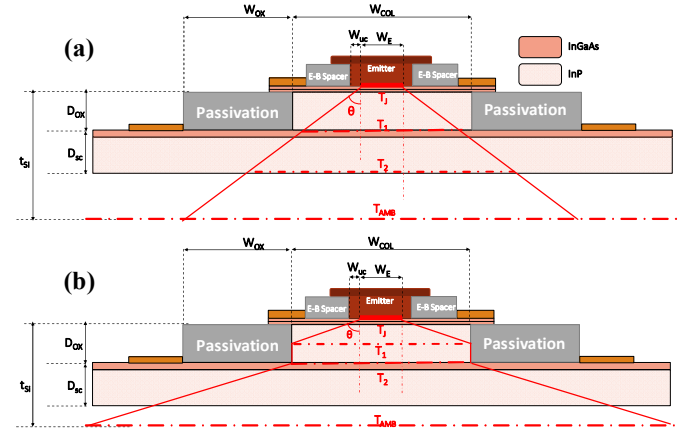 W_OX
W_COL
(a)
W_uc W_E
InGaAs
E-B Spacer Emitter E-B Spacer
InP
D_OX Passivation T_J Passivation
θ
T_1
t_SI
D_sc
T_2
T_AMB
W_OX
W_COL
(b)
W_uc W_E
E-B Spacer Emitter E-B Spacer
D_OX Passivation T_J Passivation
θ
T_1
t_SI
D_sc T_2
T_AMB